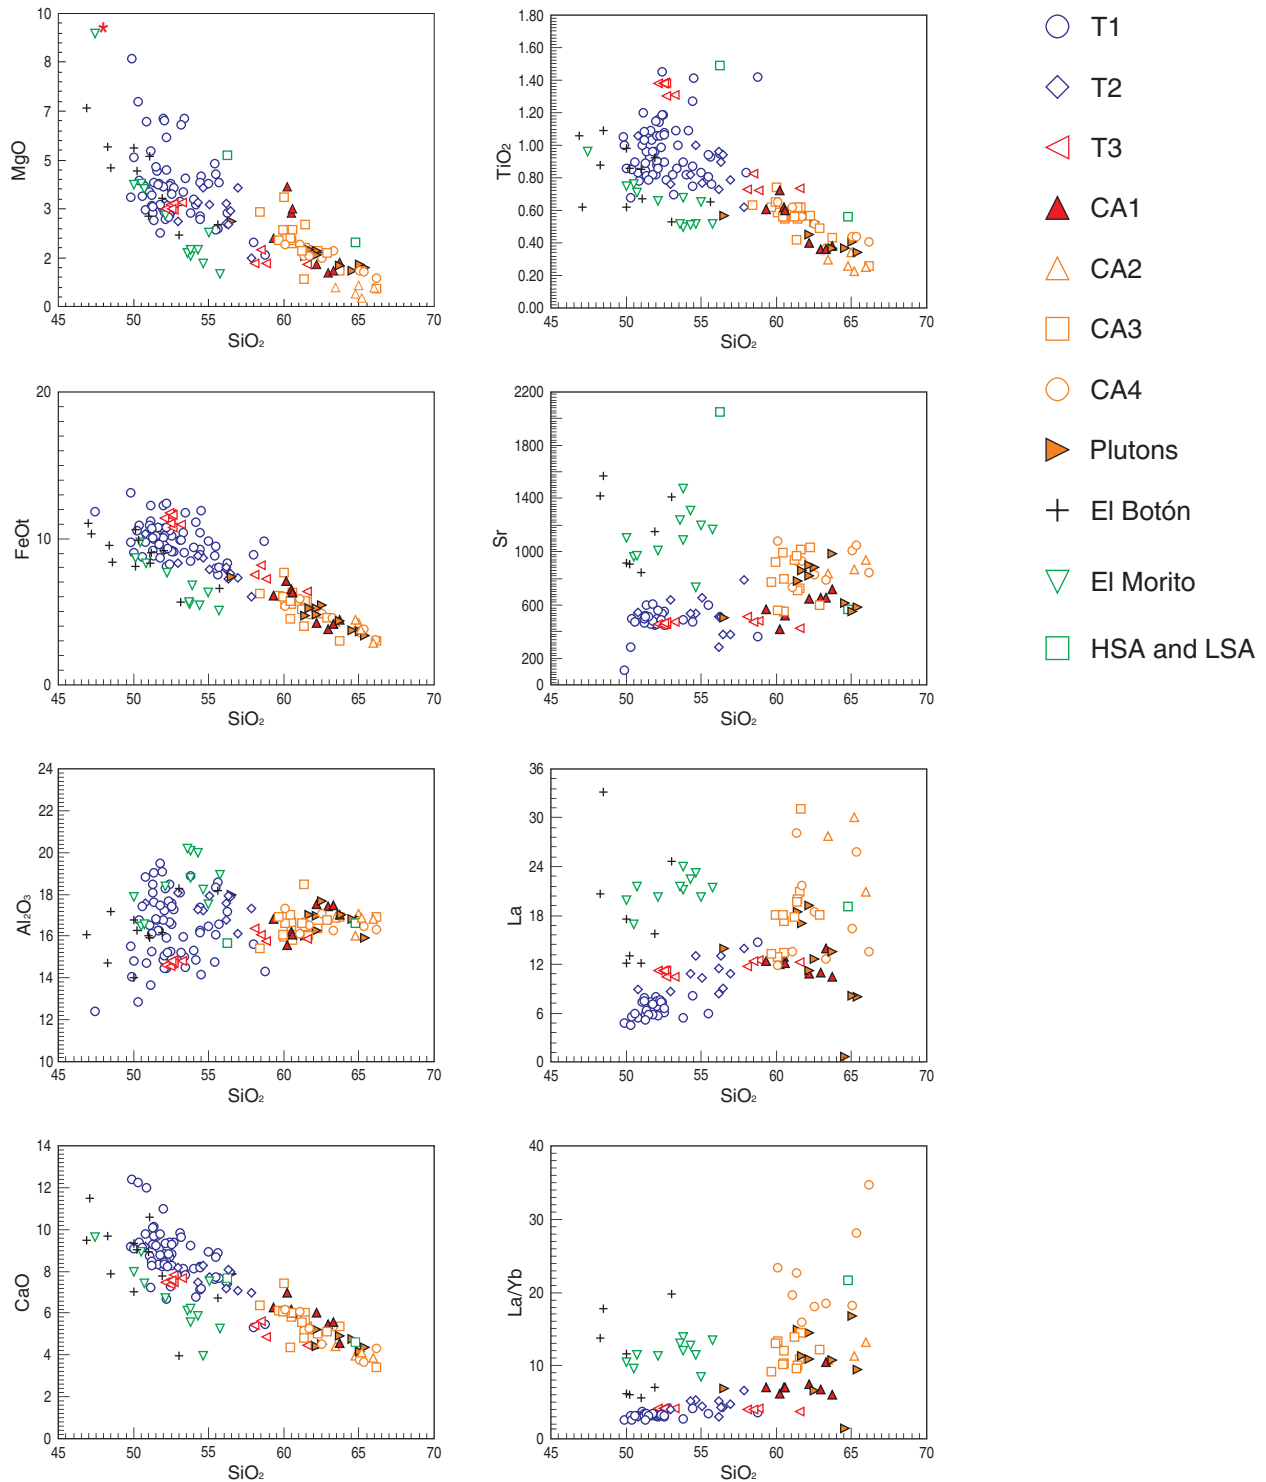 10
8
7
5
3
2
0
MgO
45 50 55 60 65 70
SiO₂
1.80
1.60
1.40
1.20
1.00
0.80
0.60
0.40
0.20
0.00
TiO₂
45 50 55 60 65 70
SiO₂
20
10
0
FeOt
45 50 55 60 65 70
SiO₂
2200
1800
1400
1000
600
200
0
Sr
45 50 55 60 65 70
SiO₂
24
22
20
18
16
14
12
10
Al₂O₃
45 50 55 60 65 70
SiO₂
36
30
24
18
12
6
0
La
45 50 55 60 65 70
SiO₂
14
12
10
8
6
4
2
0
CaO
45 50 55 60 65 70
SiO₂
40
30
20
10
0
La/Yb
45 50 55 60 65 70
SiO₂
T1
T2
T3
CA1
CA2
CA3
CA4
Plutons
El Botón
El Morito
HSA and LSA